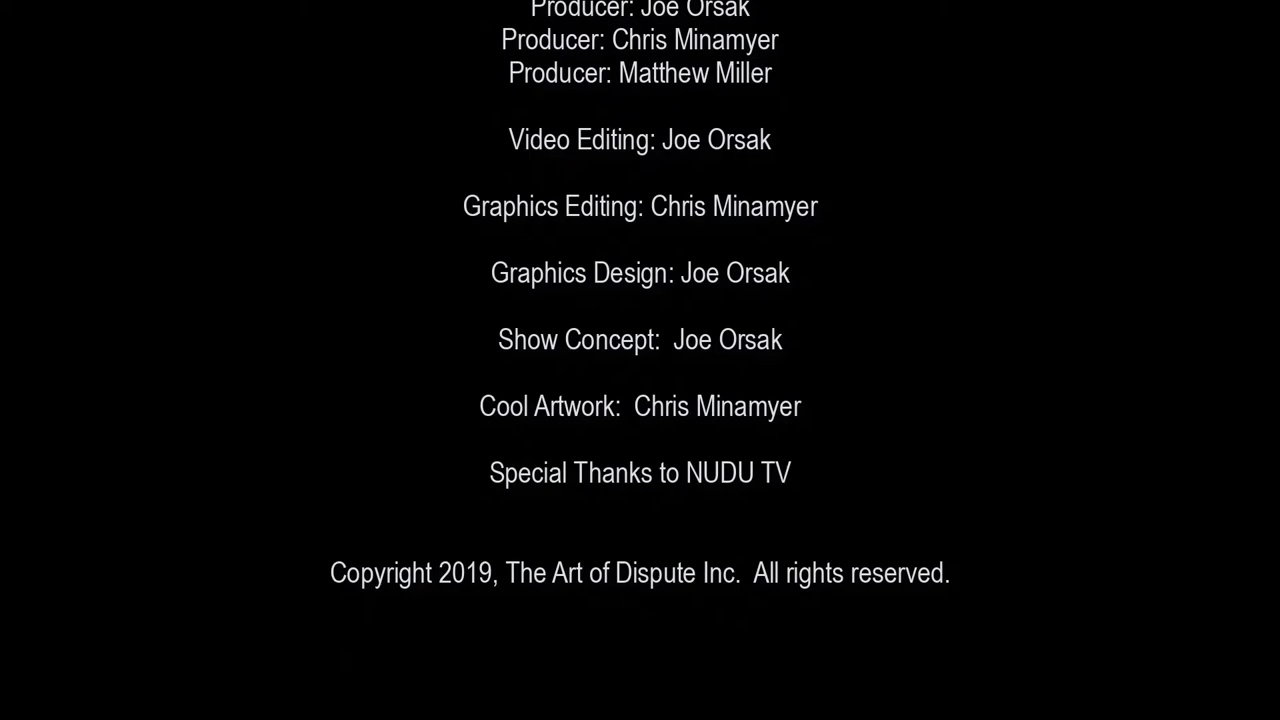 Producer: Joe Orsak
Producer: Chris Minamyer
Producer: Matthew Miller
Video Editing: Joe Orsak
Graphics Editing: Chris Minamyer
Graphics Design: Joe Orsak
Show Concept:  Joe Orsak
Cool Artwork:  Chris Minamyer
Special Thanks to NUDU TV
Copyright 2019, The Art of Dispute Inc.  All rights reserved.